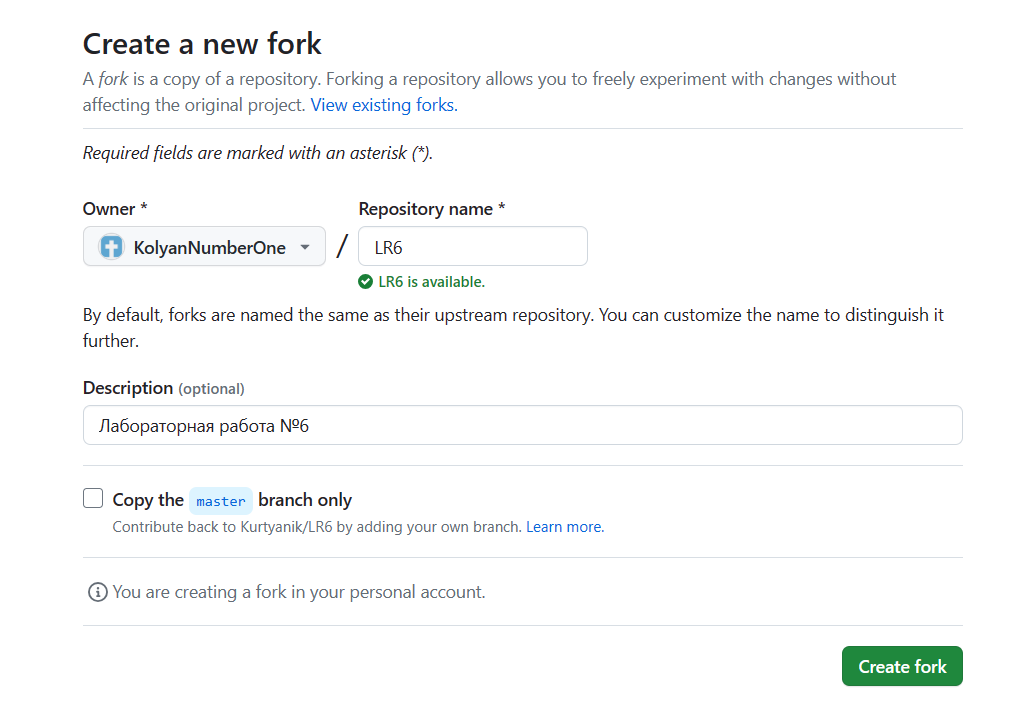 Create a new fork
A fork is a copy of a repository. Forking a repository allows you to freely experiment with changes without
affecting the original project. View existing forks.
Required fields are marked with an asterisk (*).
Owner *
Repository name *
KolyanNumberOne
/
LR6
LR6 is available.
By default, forks are named the same as their upstream repository. You can customize the name to distinguish it
further.
Description (optional)
Лабораторная работа №6
Copy the master branch only
Contribute back to Kurtyanik/LR6 by adding your own branch. Learn more.
You are creating a fork in your personal account.
Create fork